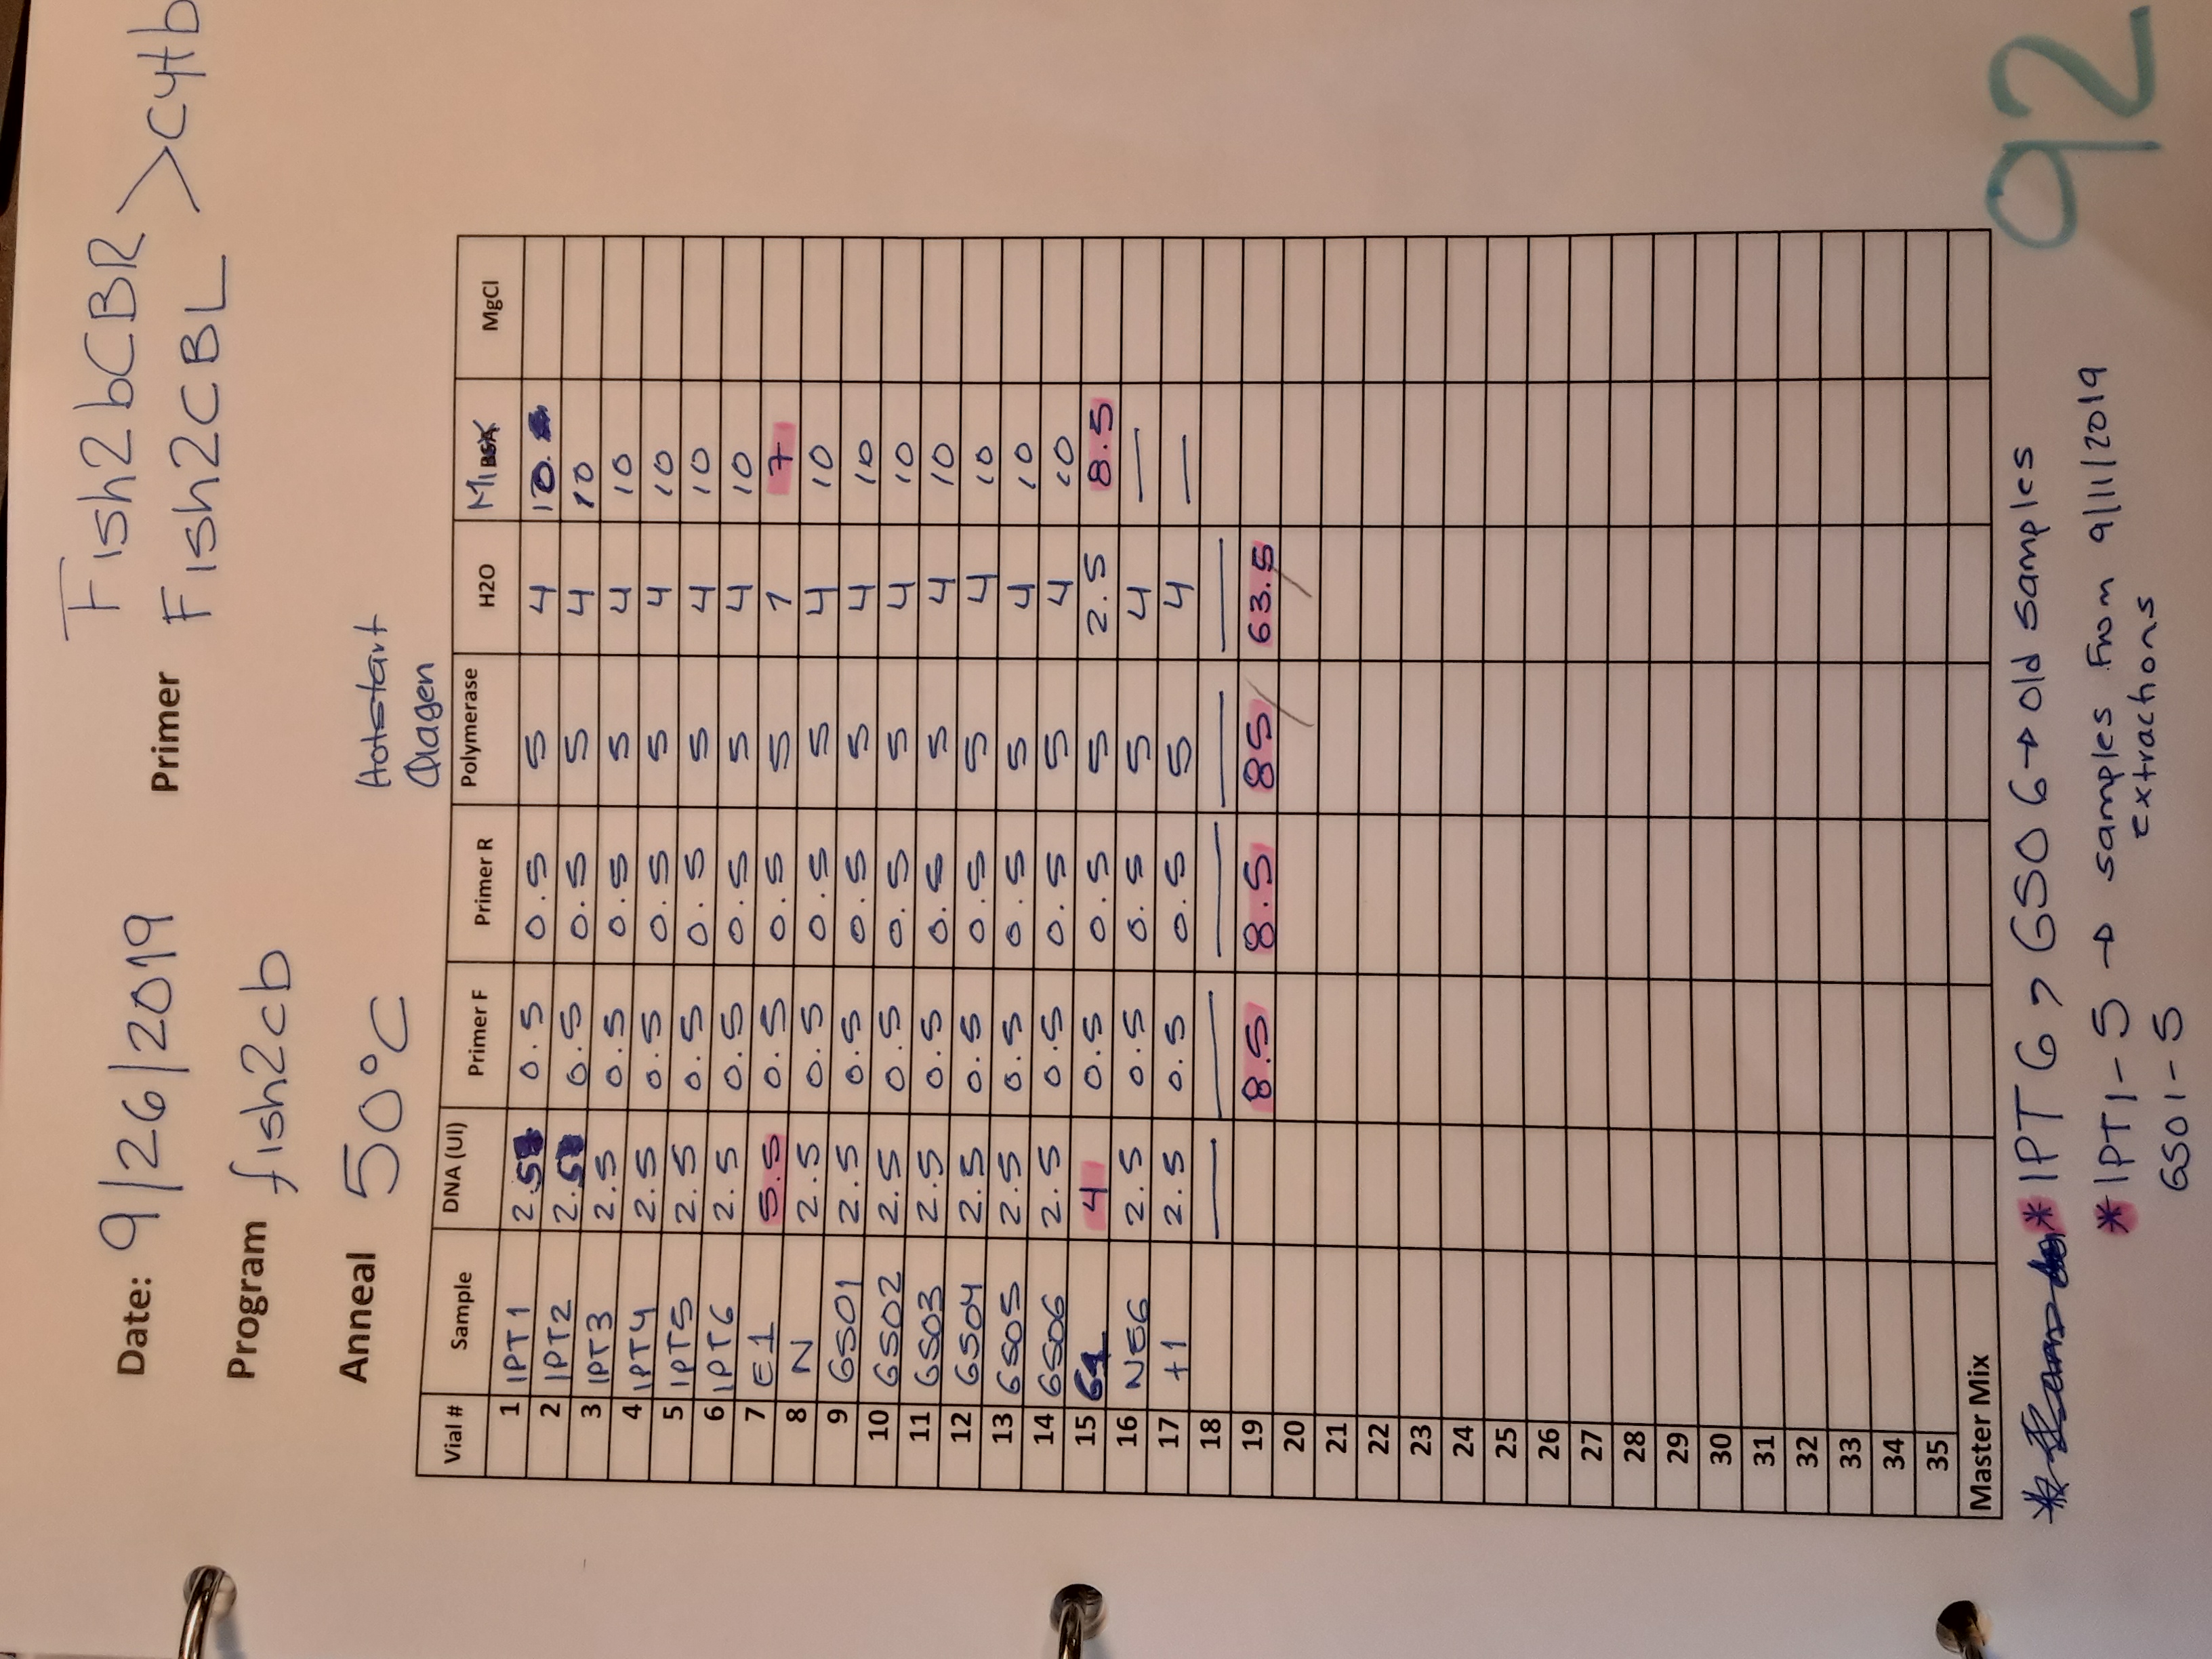 Date: 9/26/2019
Primer Fish2bCBR
Fish2CBL > cytb
Program fish2cb
Anneal 50°C
Hotstart
Qiagen
Vial # Sample DNA (Ul) Primer F Primer R Polymerase H2O Mix BSA MgCl
1 IPT1 2.5 0.5 0.5 5 4 10.
2 IPT2 2.5 0.5 0.5 5 4 10
3 IPT3 2.5 0.5 0.5 5 4 10
4 IPT4 2.5 0.5 0.5 5 4 10
5 IPT5 2.5 0.5 0.5 5 4 10
6 IPT6 2.5 0.5 0.5 5 4 10
7 E1 5.5 0.5 0.5 5 1 7
8 N 2.5 0.5 0.5 5 4 10
9 GSO1 2.5 0.5 0.5 5 4 10
10 GSO2 2.5 0.5 0.5 5 4 10
11 GSO3 2.5 0.5 0.5 5 4 10
12 GSO4 2.5 0.5 0.5 5 4 10
13 GSO5 2.5 0.5 0.5 5 4 10
14 GSO6 2.5 0.5 0.5 5 4 10
15 G1 4 0.5 0.5 5 2.5 8.5
16 NEG 2.5 0.5 0.5 5 4 —
17 +1 2.5 0.5 0.5 5 4 —
18 — — — — —
19 8.5 8.5 85 63.5
20
21
22
23
24
25
26
27
28
29
30
31
32
33
34
35
Master Mix
* IPT 6, GSO 6 → old samples
* IPT1-5 → samples from 9/11/2019
extractions
GSO1-5
92